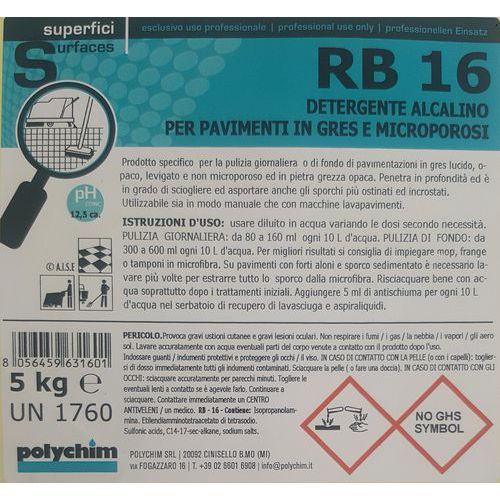 superfici
Surfaces
esclusivo uso professionale | professional use only | professionellen Einsatz
RB 16
DETERGENTE ALCALINO
PER PAVIMENTI IN GRES E MICROPOROSI
pH
CONC
12,5 ca.
Prodotto specifico per la pulizia giornaliera o di fondo di pavimentazioni in gres lucido, o-
paco, levigato e non microporoso ed in pietra grezza opaca. Penetra in profondità ed è
in grado di sciogliere ed asportare anche gli sporchi più ostinati ed incrostati.
Utilizzabile sia in modo manuale che con machine lavapavimenti.
ISTRUZIONI D'USO: usare diluito in acqua variando le dosi secondo necessità.
PULIZIA GIORNALIERA: da 80 a 160 ml ogni 10 L d'acqua. PULIZIA DI FONDO: da
300 a 600 ml ogni 10 L d'acqua. Per migliori risultati si consiglia di impiegare mop, frange
o tamponi in microfibra. Su pavimenti con forti aloni e sporco sedimentato è necessario la-
vare più volte per estrarre tutto lo sporco dalla microfibra. Risciacquare bene con ac-
qua soprattutto dopo i trattamenti iniziali. Aggiungere 5 ml di antischiuma per ogni 10 L
d'acqua nel serbatoio di recupero di lavasciuga e aspiraliquidi.
© A.I.S.E
8 056459 631601
5 kg e
UN 1760
PERICOLO. Provoca gravi ustioni cutanee e gravi lesioni oculari. Non respirare i fumi / i gas / la nebbia / i vapori / gli aero
sol. Lavare accuratamente con acqua eventuali parti del corpo venute a contatto con il prodotto dopo l'uso.
Indossare guanti / indumenti protettivi e proteggere gli occhi / il viso. IN CASO DI CONTATTO CON LA PELLE (o con i capelli): toglier-
si di dosso immediatamente tutti gli indumenti contaminati. Sciacquare la pelle ( o fare una doccia). IN CASO DI CONTATTO CON GLI
OCCHI: sciacquare accuratamente per parecchi minuti. Togliere le
eventuali lenti a contatto se è agevole farlo. Continuare a
sciacquare. Contattare immediatamente un CENTRO
ANTIVELENI / un medico. RB - 16 - Contiene: Isopropanolam-
mina. Etilendiamminotetraacetato di tetrasodio.
Sulfonic acids, C14-17-sec-alkane, sodium salts.
NO GHS
SYMBOL
polychim
POLYCHIM SRL | 20092 CINISELLO B.MO (MI)
VIA FOGAZZARO 16 | T. +39 02 6601 6908 | info@polychim.it